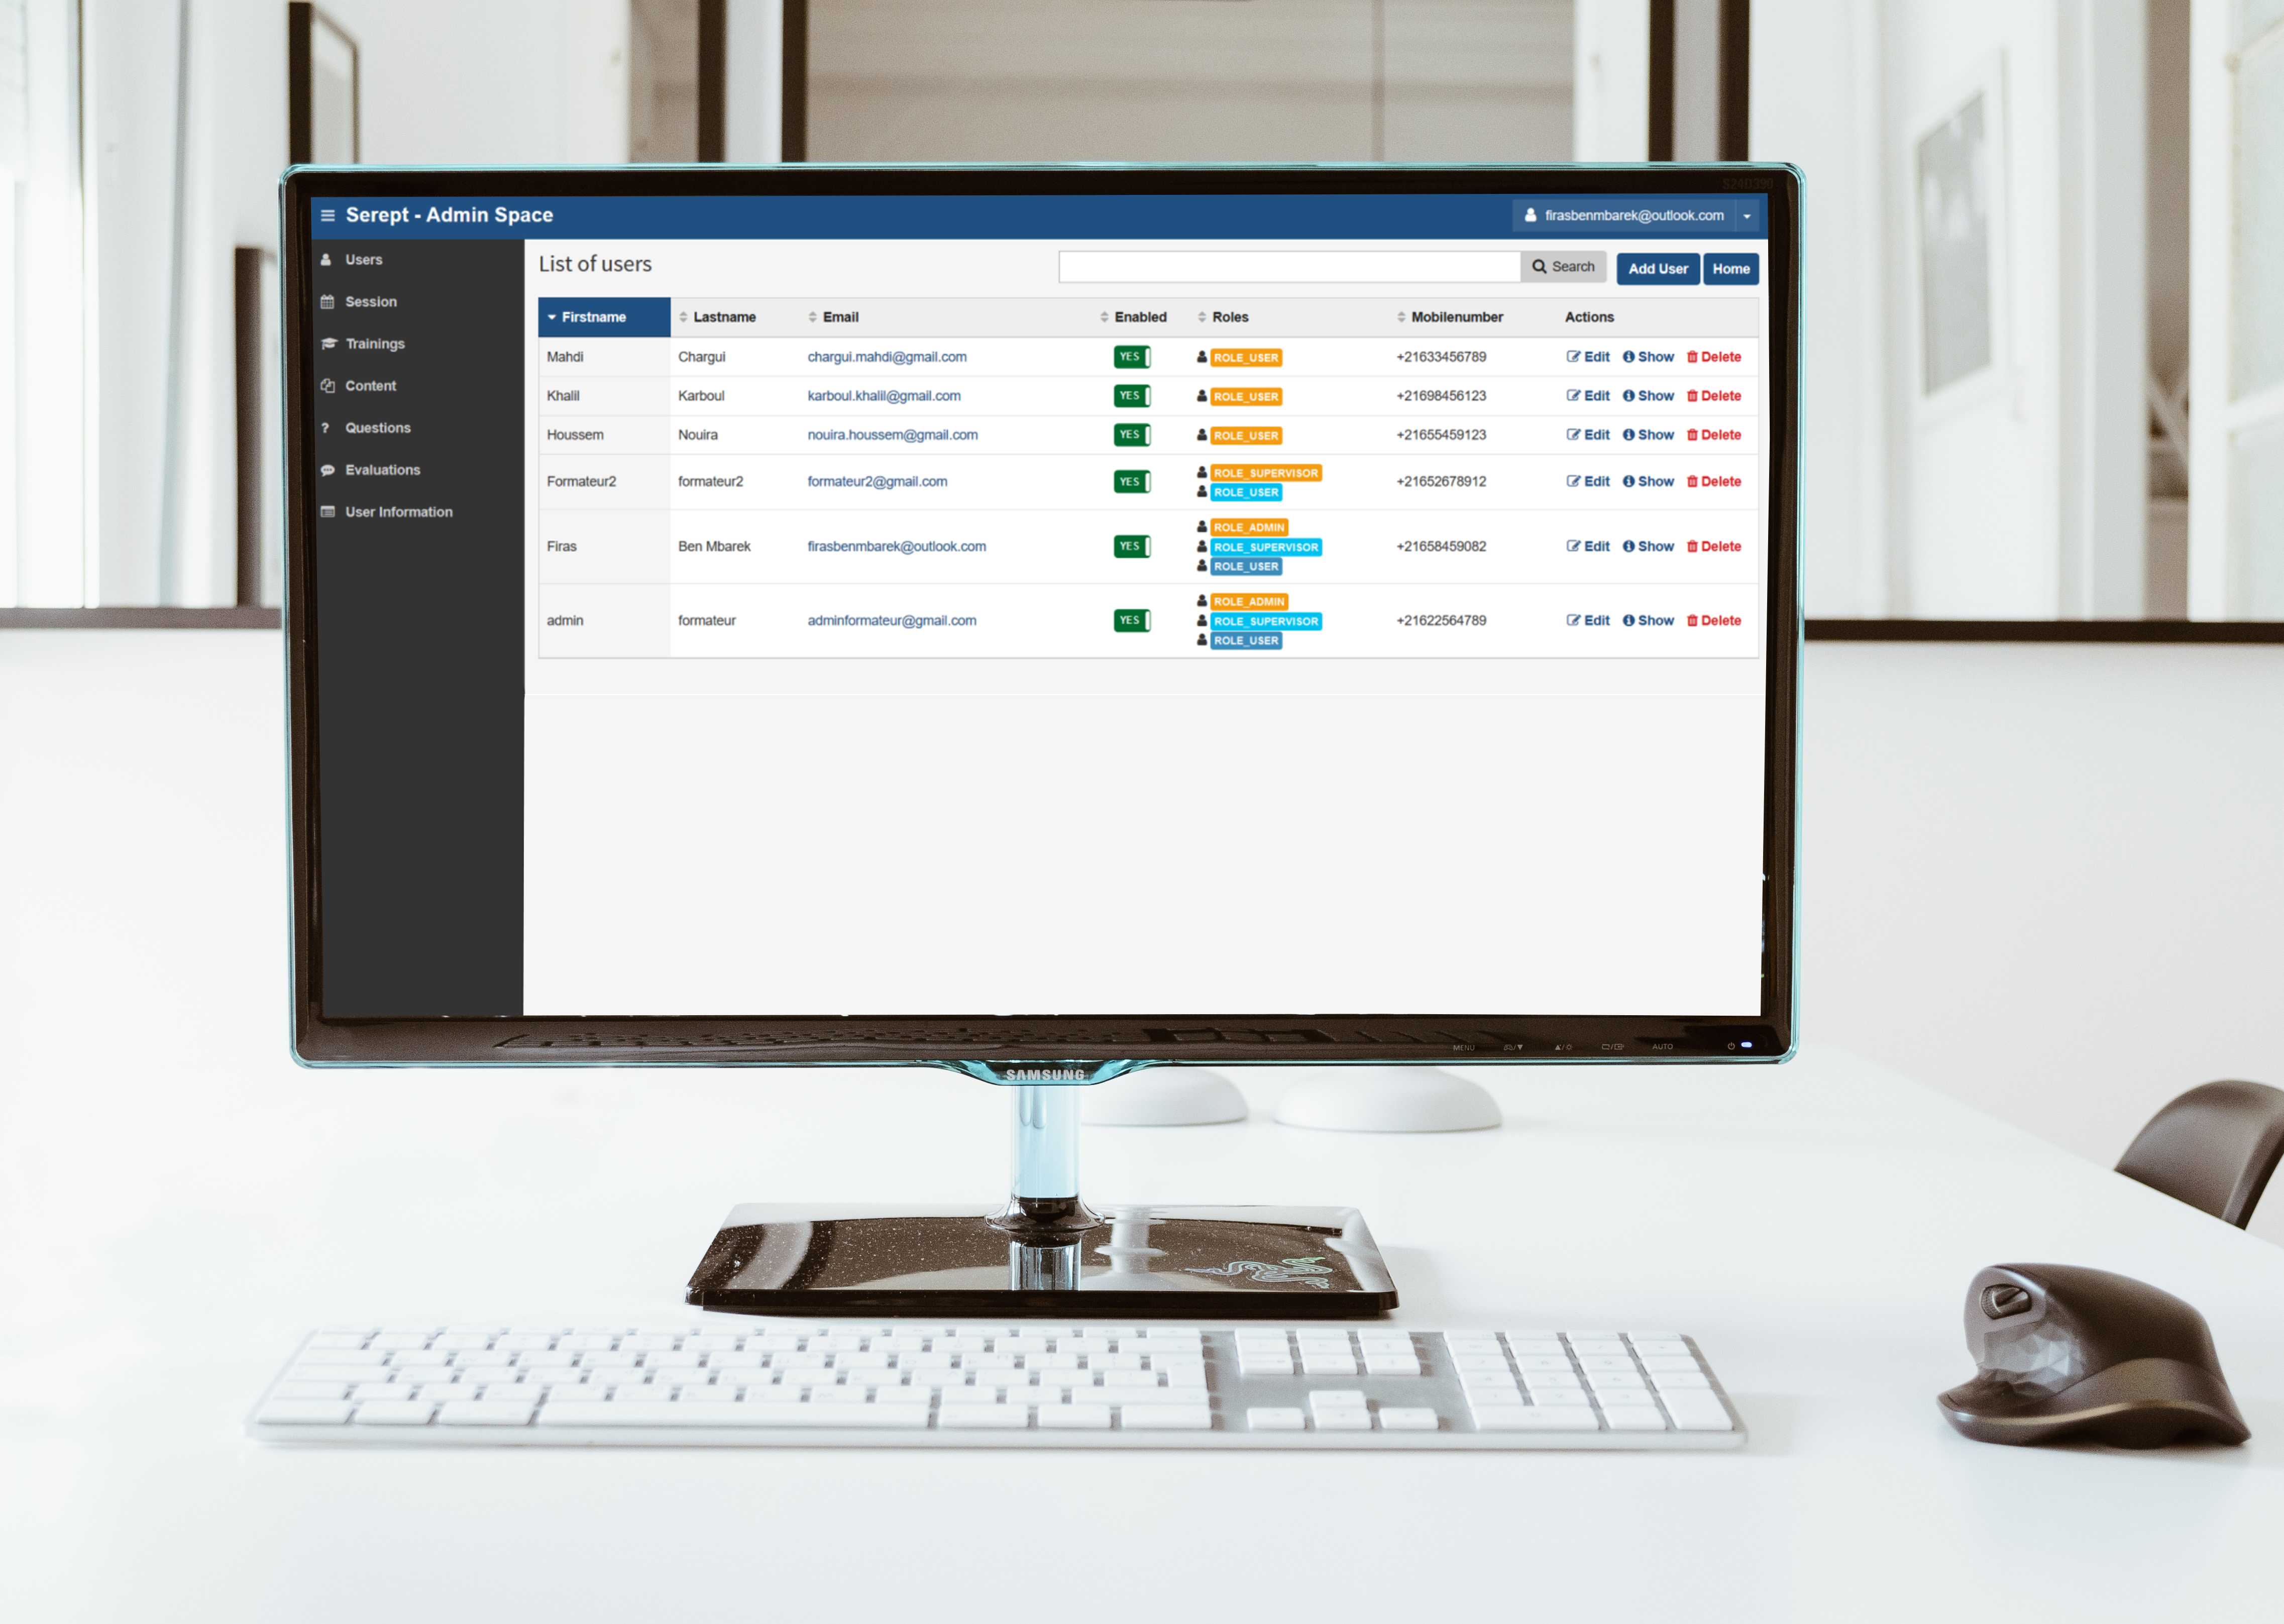 S24D390
Serept - Admin Space
firasbenmbarek@outlook.com
Users
Session
Trainings
Content
Questions
Evaluations
User Information
List of users
Search
Add User
Home
Firstname Lastname Email Enabled Roles Mobilenumber Actions
Mahdi Chargui chargui.mahdi@gmail.com YES ROLE_USER +21633456789 Edit Show Delete
Khalil Karboul karboul.khalil@gmail.com YES ROLE_USER +21698456123 Edit Show Delete
Houssem Nouira nouira.houssem@gmail.com YES ROLE_USER +21655459123 Edit Show Delete
Formateur2 formateur2 formateur2@gmail.com YES ROLE_SUPERVISOR +21652678912 Edit Show Delete
ROLE_USER
ROLE_ADMIN
Firas Ben Mbarek firasbenmbarek@outlook.com YES ROLE_SUPERVISOR +21658459082 Edit Show Delete
ROLE_USER
ROLE_ADMIN
admin formateur adminformateur@gmail.com YES ROLE_SUPERVISOR +21622564789 Edit Show Delete
ROLE_USER
MENU AUTO
SAMSUNG